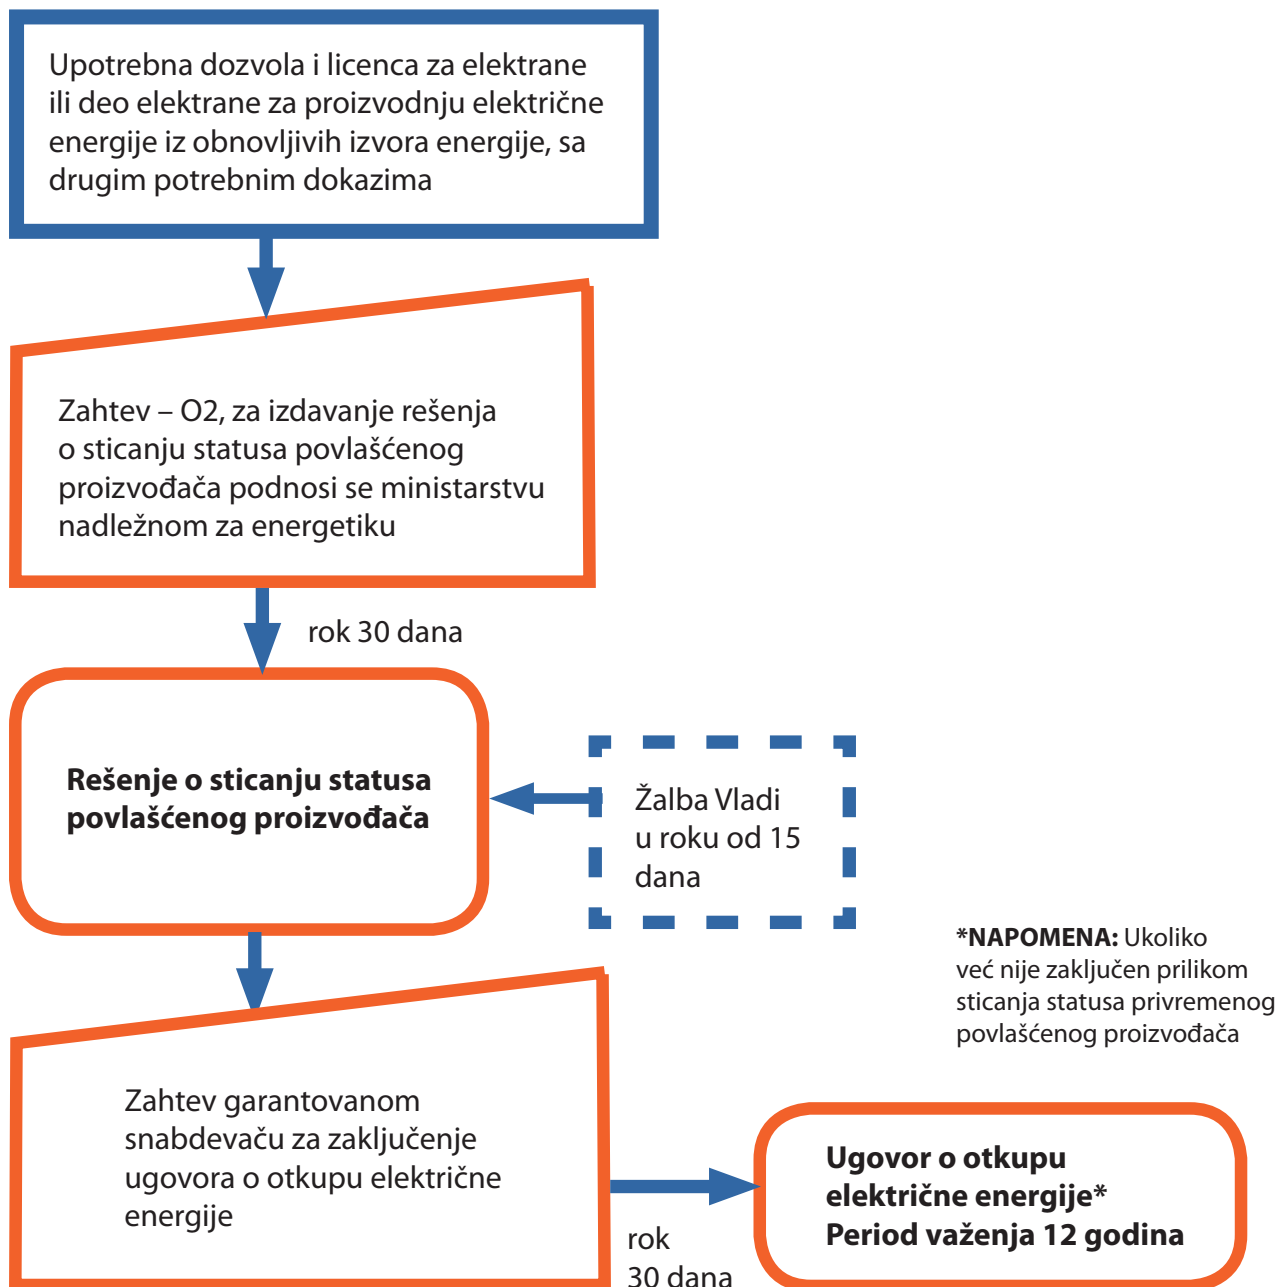 Upotrebna dozvola i licenca za elektrane
ili deo elektrane za proizvodnju električne
energije iz obnovljivih izvora energije, sa
drugim potrebnim dokazima
Zahtev – O2, za izdavanje rešenja
o sticanju statusa povlašćenog
proizvođača podnosi se ministarstvu
nadležnom za energetiku
rok 30 dana
Rešenje o sticanju statusa
povlašćenog proizvođača
Žalba Vladi
u roku od 15
dana
*NAPOMENA: Ukoliko
već nije zaključen prilikom
sticanja statusa privremenog
povlašćenog proizvođača
Zahtev garantovanom
snabdevaču za zaključenje
ugovora o otkupu električne
energije
rok
30 dana
Ugovor o otkupu
električne energije*
Period važenja 12 godina